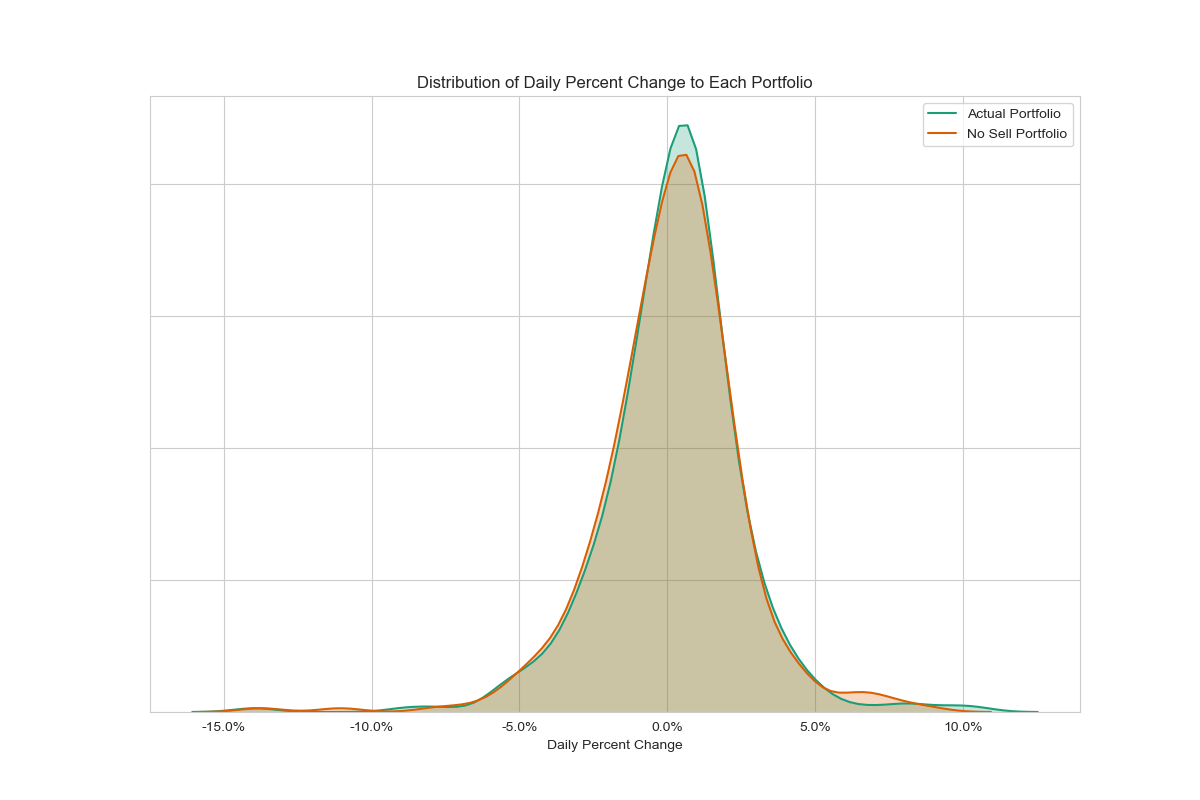 Distribution of Daily Percent Change to Each Portfolio
Actual Portfolio
No Sell Portfolio
-15.0% -10.0% -5.0% 0.0% 5.0% 10.0%
Daily Percent Change